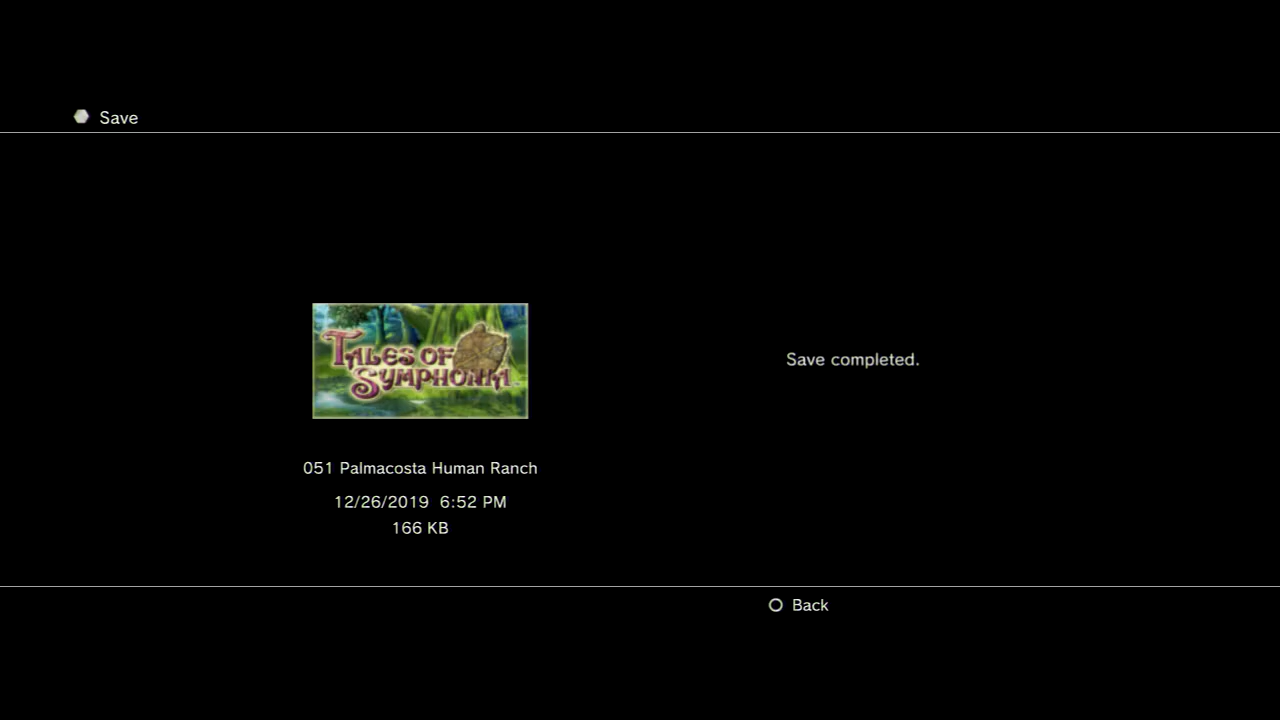 Save
TALES OF
SYMPHONIA
Save completed.
051 Palmacosta Human Ranch
12/26/2019 6:52 PM
166 KB
Back